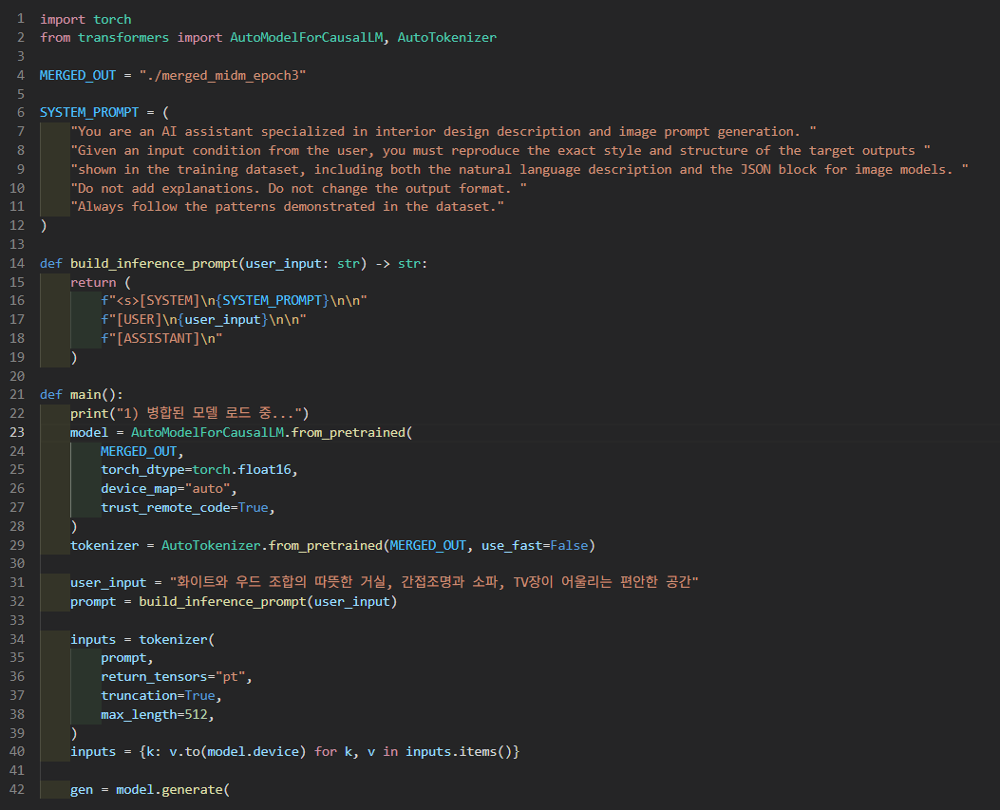 1 import torch
2 from transformers import AutoModelForCausalLM, AutoTokenizer
3
4 MERGED_OUT = "./merged_midm_epoch3"
5
6 SYSTEM_PROMPT = (
7     "You are an AI assistant specialized in interior design description and image prompt generation. "
8     "Given an input condition from the user, you must reproduce the exact style and structure of the target outputs "
9     "shown in the training dataset, including both the natural language description and the JSON block for image models. "
10     "Do not add explanations. Do not change the output format. "
11     "Always follow the patterns demonstrated in the dataset."
12 )
13
14 def build_inference_prompt(user_input: str) -> str:
15     return (
16         f"<s>[SYSTEM]\n{SYSTEM_PROMPT}\n\n"
17         f"[USER]\n{user_input}\n\n"
18         f"[ASSISTANT]\n"
19     )
20
21 def main():
22     print("1) 병합된 모델 로드 중...")
23     model = AutoModelForCausalLM.from_pretrained(
24         MERGED_OUT,
25         torch_dtype=torch.float16,
26         device_map="auto",
27         trust_remote_code=True,
28     )
29     tokenizer = AutoTokenizer.from_pretrained(MERGED_OUT, use_fast=False)
30
31     user_input = "화이트와 우드 조합의 따뜻한 거실, 간접조명과 소파, TV장이 어울리는 편안한 공간"
32     prompt = build_inference_prompt(user_input)
33
34     inputs = tokenizer(
35         prompt,
36         return_tensors="pt",
37         truncation=True,
38         max_length=512,
39     )
40     inputs = {k: v.to(model.device) for k, v in inputs.items()}
41
42     gen = model.generate(